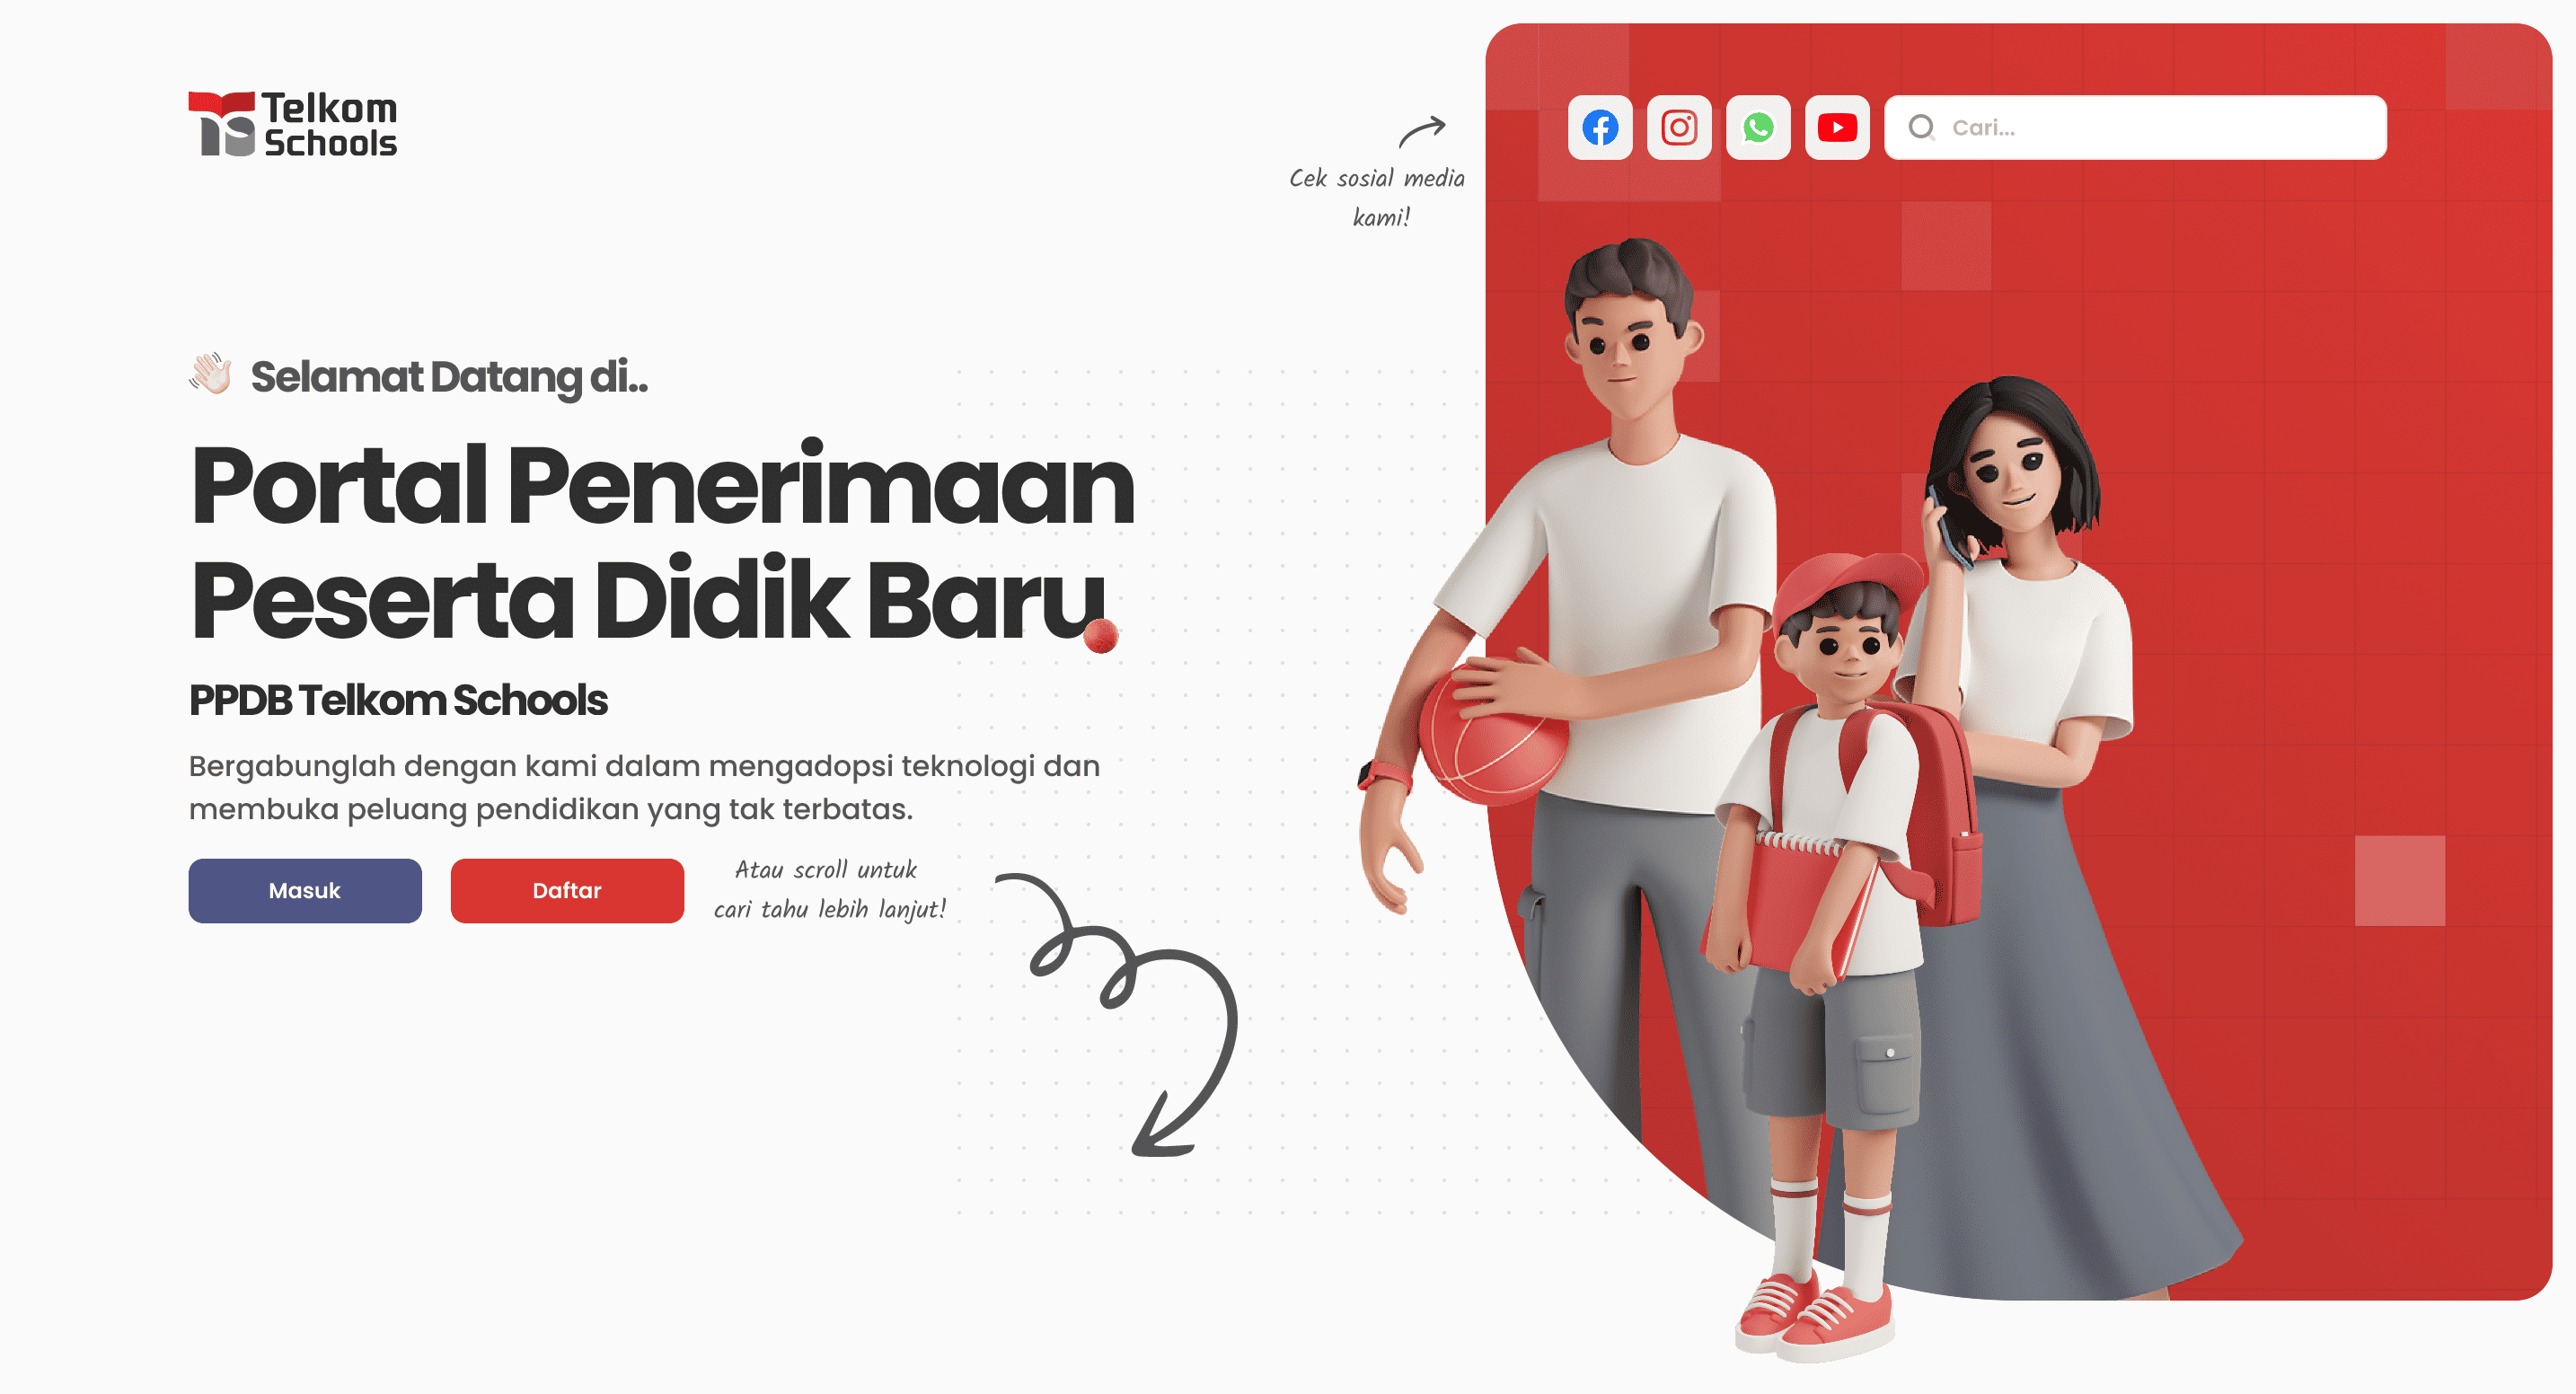 Telkom
Schools
Cek sosial media
kami!
Cari...
Selamat Datang di..
Portal Penerimaan
Peserta Didik Baru
PPDB Telkom Schools
Bergabunglah dengan kami dalam mengadopsi teknologi dan
membuka peluang pendidikan yang tak terbatas.
Masuk
Daftar
Atau scroll untuk
cari tahu lebih lanjut!